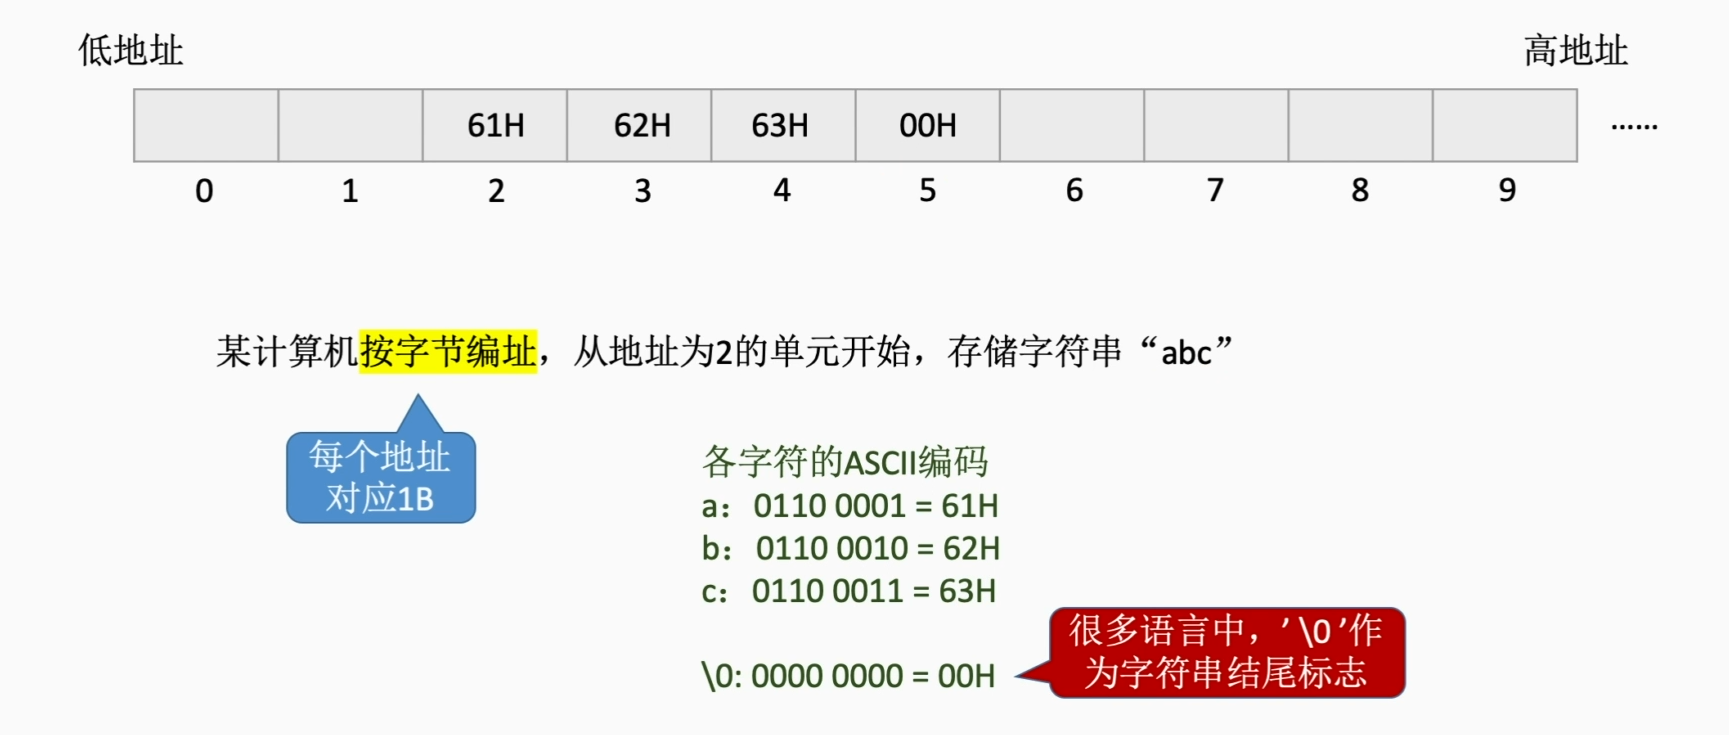 低地址 高地址
61H 62H 63H 00H ......
0 1 2 3 4 5 6 7 8 9
某计算机按字节编址，从地址为2的单元开始，存储字符串“abc”
每个地址
对应1B
各字符的ASCII编码
a： 0110 0001 = 61H
b： 0110 0010 = 62H
c： 0110 0011 = 63H
很多语言中，’\0’作
为字符串结尾标志
\0: 0000 0000 = 00H